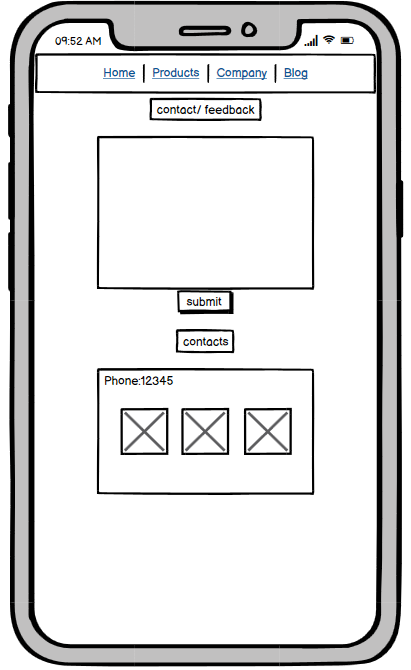 09:52 AM
Home Products Company Blog
contact/ feedback
submit
contacts
Phone:12345